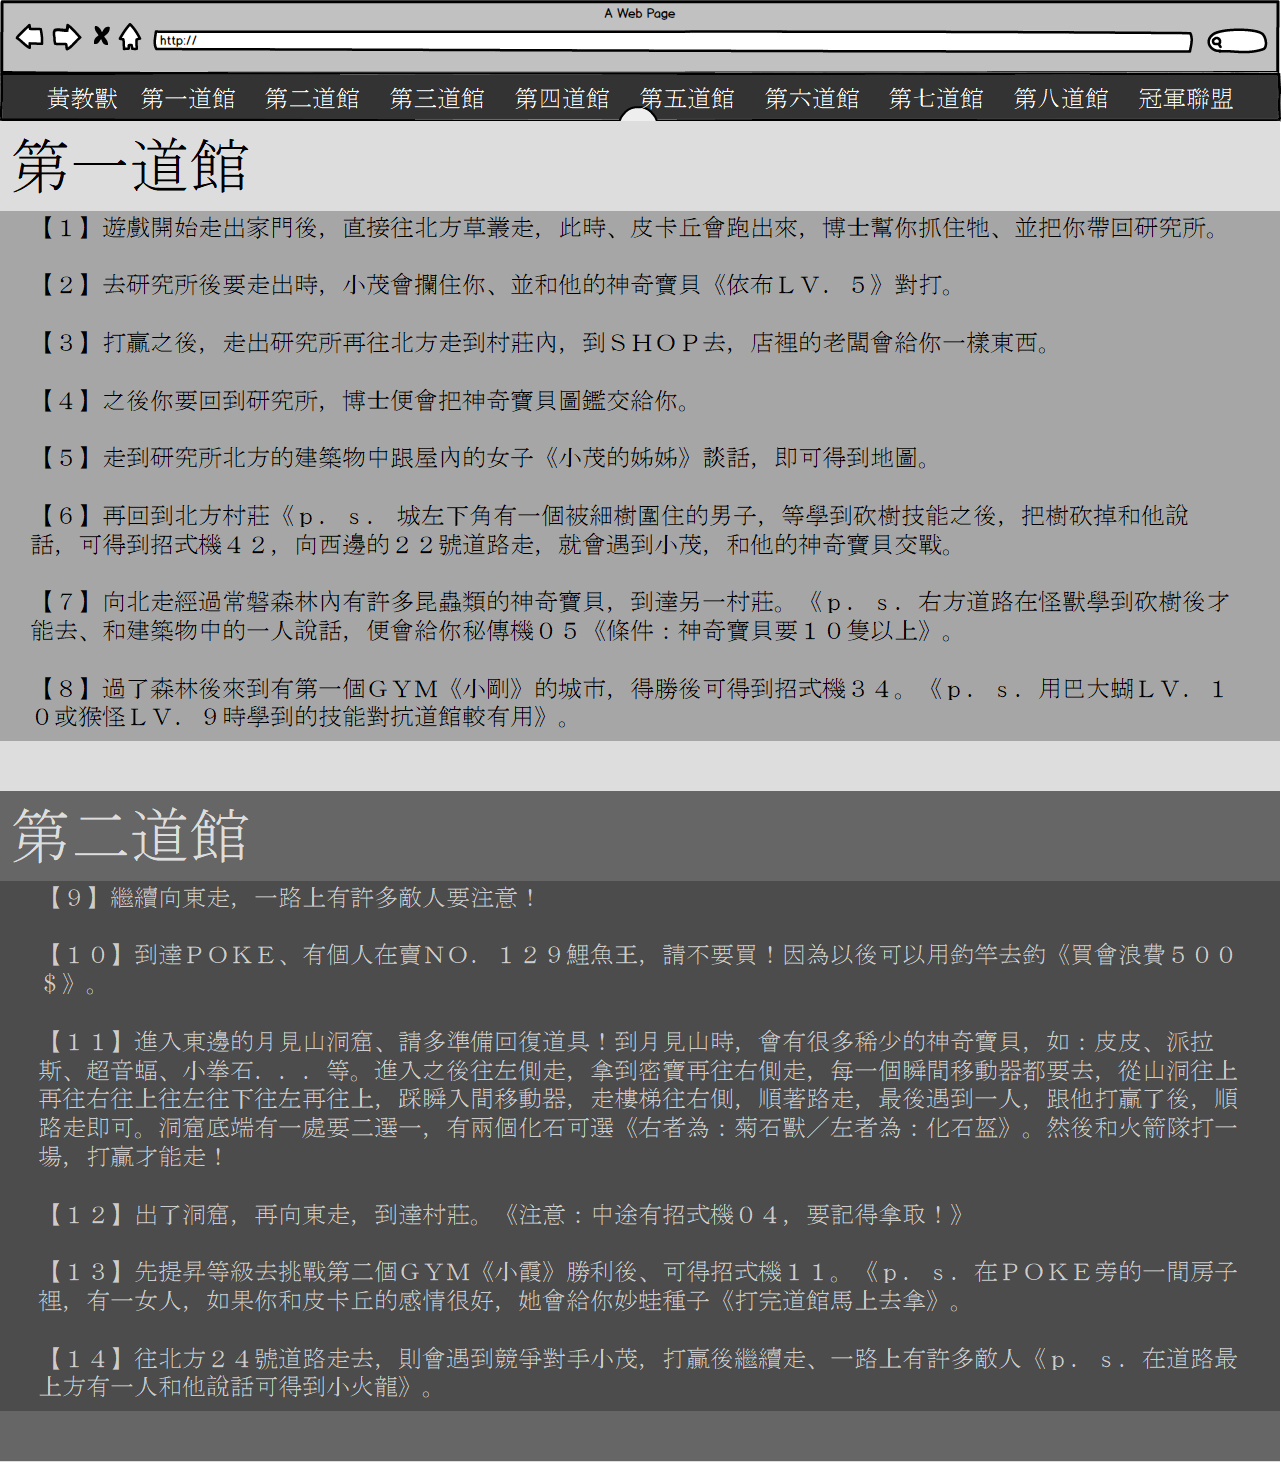 A Web Page
http://
黃教獸 第一道館 第二道館 第三道館 第四道館 第五道館 第六道館 第七道館 第八道館 冠軍聯盟
第一道館
【１】遊戲開始走出家門後，直接往北方草叢走，此時、皮卡丘會跑出來，博士幫你抓住牠、並把你帶回研究所。
【２】去研究所後要走出時，小茂會攔住你、並和他的神奇寶貝《依布ＬＶ．５》對打。
【３】打贏之後，走出研究所再往北方走到村莊內，到ＳＨＯＰ去，店裡的老闆會給你一樣東西。
【４】之後你要回到研究所，博士便會把神奇寶貝圖鑑交給你。
【５】走到研究所北方的建築物中跟屋內的女子《小茂的姊姊》談話，即可得到地圖。
【６】再回到北方村莊《ｐ．ｓ． 城左下角有一個被細樹圍住的男子，等學到砍樹技能之後，把樹砍掉和他說
話，可得到招式機４２，向西邊的２２號道路走，就會遇到小茂，和他的神奇寶貝交戰。
【７】向北走經過常磐森林內有許多昆蟲類的神奇寶貝，到達另一村莊。《ｐ．ｓ．右方道路在怪獸學到砍樹後才
能去、和建築物中的一人說話，便會給你秘傳機０５《條件：神奇寶貝要１０隻以上》。
【８】過了森林後來到有第一個ＧＹＭ《小剛》的城市，得勝後可得到招式機３４。《ｐ．ｓ．用巴大蝴ＬＶ．１
０或猴怪ＬＶ．９時學到的技能對抗道館較有用》。
第二道館
【９】繼續向東走，一路上有許多敵人要注意！
【１０】到達ＰＯＫＥ、有個人在賣ＮＯ．１２９鯉魚王，請不要買！因為以後可以用釣竿去釣《買會浪費５００
＄》。
【１１】進入東邊的月見山洞窟、請多準備回復道具！到月見山時，會有很多稀少的神奇寶貝，如：皮皮、派拉
斯、超音蝠、小拳石．．等。進入之後往左側走，拿到密寶再往右側走，每一個瞬間移動器都要去，從山洞往上
再往右往上往左往下往左再往上，踩瞬入間移動器，走樓梯往右側，順著路走，最後遇到一人，跟他打贏了後，順
路走即可。洞窟底端有一處要二選一，有兩個化石可選《右者為：菊石獸／左者為：化石盔》。然後和火箭隊打一
場，打贏才能走！
【１２】出了洞窟，再向東走，到達村莊。《注意：中途有招式機０４，要記得拿取！》
【１３】先提昇等級去挑戰第二個ＧＹＭ《小霞》勝利後、可得招式機１１。《ｐ．ｓ．在ＰＯＫＥ旁的一間房子
裡，有一女人，如果你和皮卡丘的感情很好，她會給你妙蛙種子《打完道館馬上去拿》。
【１４】往北方２４號道路走去，則會遇到競爭對手小茂，打贏後繼續走、一路上有許多敵人《ｐ．ｓ．在道路最
上方有一人和他說話可得到小火龍》。